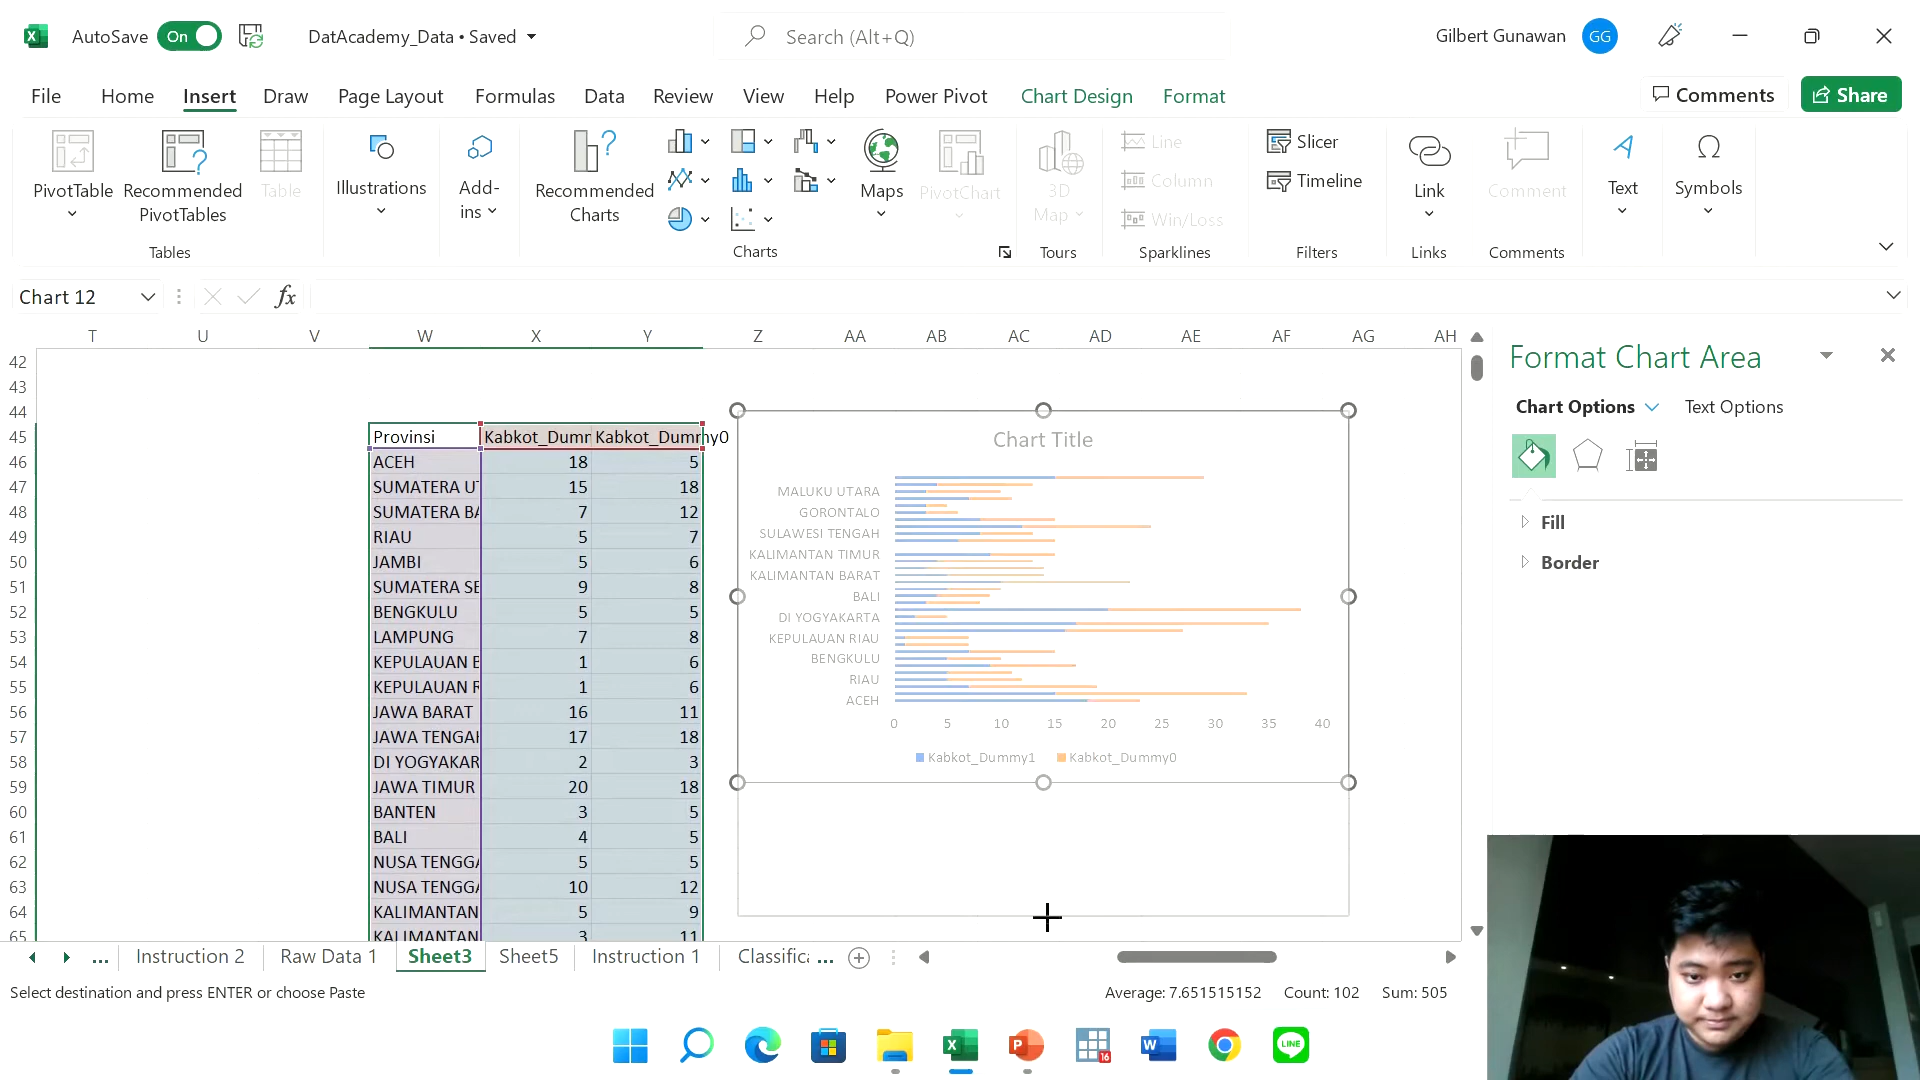 AutoSave On DatAcademy_Data • Saved Search (Alt+Q) Gilbert Gunawan GG
File Home Insert Draw Page Layout Formulas Data Review View Help Power Pivot Chart Design Format Comments Share
PivotTable Recommended PivotTables Table Illustrations Add-ins Recommended Charts Maps PivotChart 3D Map Line Column Win/Loss Slicer Timeline Link Comment Text Symbols
Tables Charts Tours Sparklines Filters Links Comments
Chart 12 fx
T U V W X Y Z AA AB AC AD AE AF AG AH
42
43
44
45 Provinsi Kabkot_Dumm Kabkot_Dummy0
46 ACEH 18 5
47 SUMATERA UT 15 18
48 SUMATERA BA 7 12
49 RIAU 5 7
50 JAMBI 5 6
51 SUMATERA SE 9 8
52 BENGKULU 5 5
53 LAMPUNG 7 8
54 KEPULAUAN B 1 6
55 KEPULAUAN R 1 6
56 JAWA BARAT 16 11
57 JAWA TENGAH 17 18
58 DI YOGYAKAR 2 3
59 JAWA TIMUR 20 18
60 BANTEN 3 5
61 BALI 4 5
62 NUSA TENGGA 5 5
63 NUSA TENGGA 10 12
64 KALIMANTAN 5 9
65 KALIMANTAN 3 11
Chart Title
MALUKU UTARA
GORONTALO
SULAWESI TENGAH
KALIMANTAN TIMUR
KALIMANTAN BARAT
BALI
DI YOGYAKARTA
KEPULAUAN RIAU
BENGKULU
RIAU
ACEH
0 5 10 15 20 25 30 35 40
Kabkot_Dummy1 Kabkot_Dummy0
Format Chart Area
Chart Options Text Options
Fill
Border
... Instruction 2 Raw Data 1 Sheet3 Sheet5 Instruction 1 Classifica ...
Select destination and press ENTER or choose Paste Average: 7.651515152 Count: 102 Sum: 505
P 16 W LINE